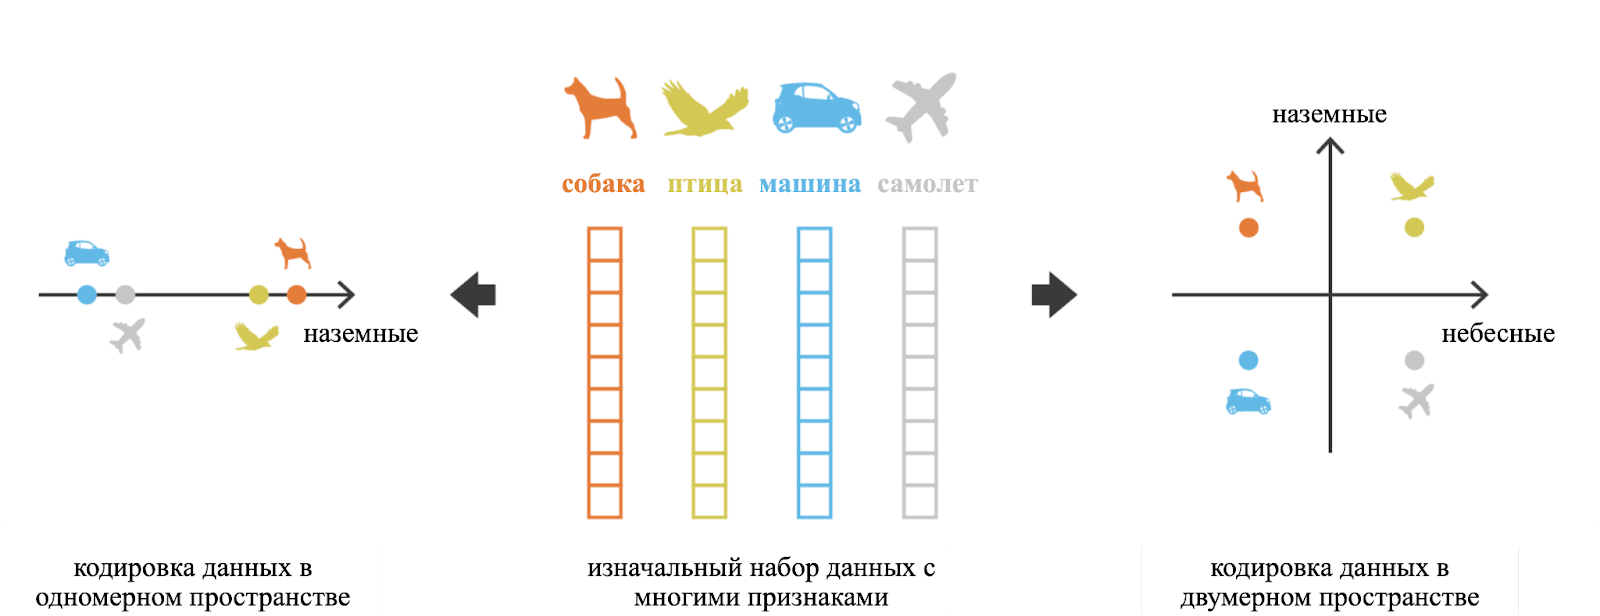 собака птица машина самолет
наземные
наземные
небесные
кодировка данных в
одномерном пространстве
изначальный набор данных с
многими признаками
кодировка данных в
двумерном пространстве